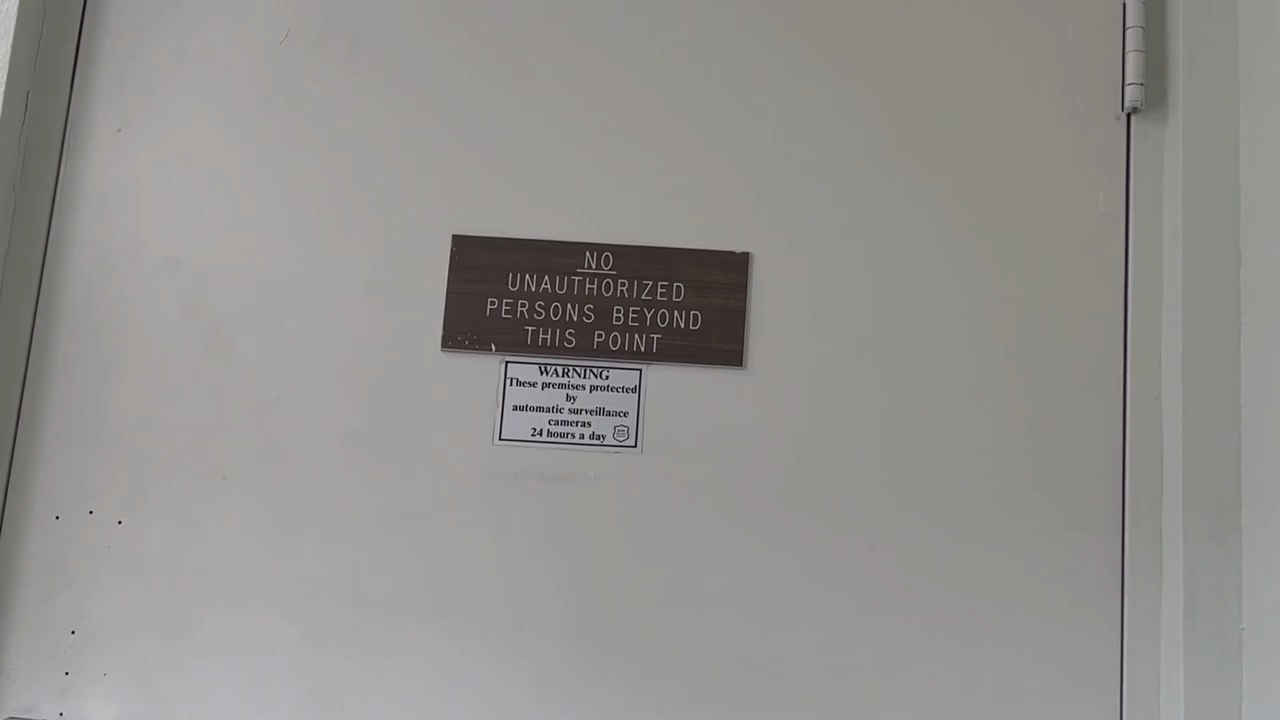 NO
UNAUTHORIZED
PERSONS BEYOND
THIS POINT
WARNING
These premises protected
by
automatic surveillance
cameras
24 hours a day